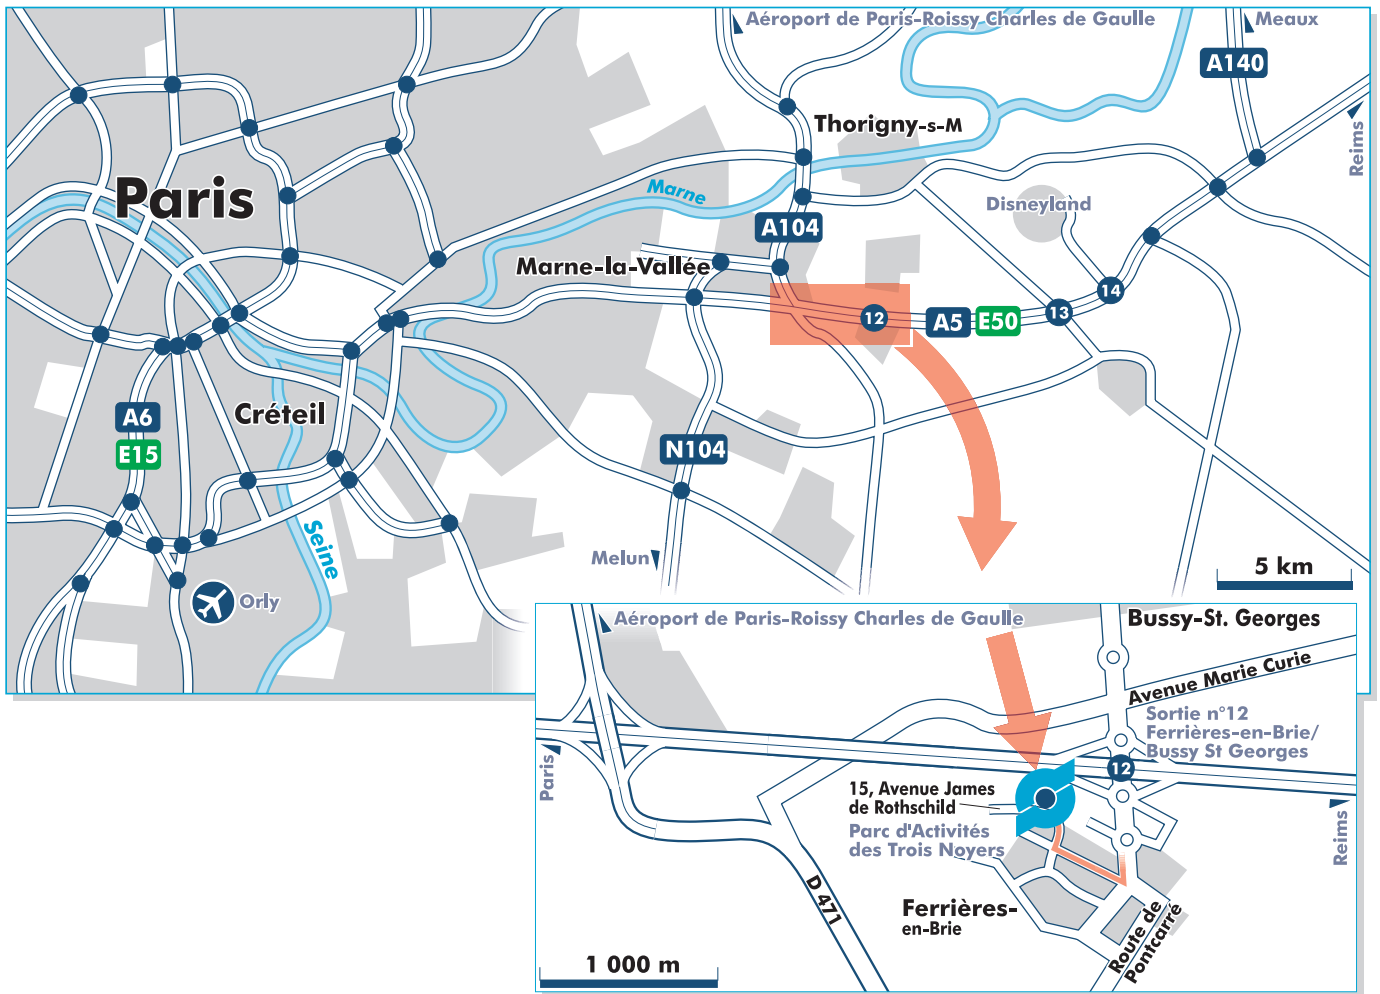 Aéroport de Paris-Roissy Charles de Gaulle
Meaux
A140
Thorigny-s-M
Reims
Paris
Marne
Disneyland
A104
Marne-la-Vallée
14
13
12
A5
E50
A6
E15
Créteil
N104
Seine
Melun
5 km
Orly
Aéroport de Paris-Roissy Charles de Gaulle
Bussy-St. Georges
Avenue Marie Curie
Sortie n°12
Ferrières-en-Brie/
Bussy St Georges
Paris
12
15, Avenue James
de Rothschild
Parc d'Activités
des Trois Noyers
Reims
D 471
Ferrières-
en-Brie
Route de
Pontcarré
1 000 m